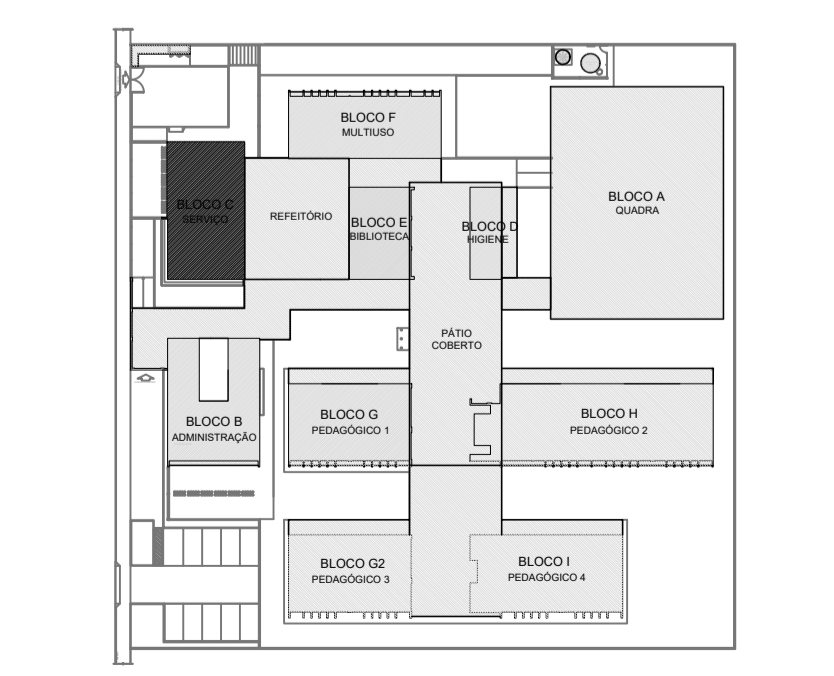 BLOCO F
MULTIUSO
BLOCO A
QUADRA
BLOCO C
SERVIÇO
REFEITÓRIO
BLOCO E
BIBLIOTECA
BLOCO D
HIGIENE
PÁTIO
COBERTO
BLOCO B
ADMINISTRAÇÃO
BLOCO G
PEDAGÓGICO 1
BLOCO H
PEDAGÓGICO 2
BLOCO G2
PEDAGÓGICO 3
BLOCO I
PEDAGÓGICO 4